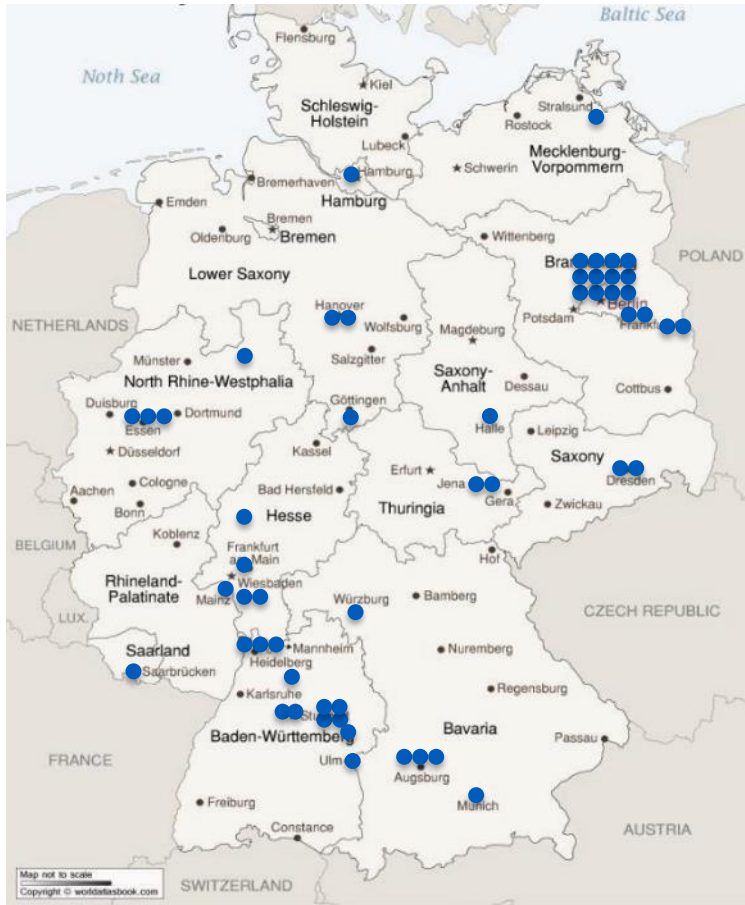 Baltic Sea
Flensburg
Noth Sea
Kiel
Schleswig-
Holstein
Stralsund
Rostock
Lubeck
Mecklenburg-
Vorpommern
Schwerin
Hamburg
Bremerhaven
Hamburg
Emden
Bremen
Bremen
Oldenburg
Wittenberg
POLAND
Lower Saxony
Berlin
Hanover
Potsdam
NETHERLANDS
Wolfsburg
Magdeburg
Salzgitter
Münster
North Rhine-Westphalia
Saxony-
Anhalt
Dessau
Cottbus
Göttingen
Duisburg
Dortmund
Essen
Halle
Leipzig
Kassel
Düsseldorf
Saxony
Erfurt
Dresden
Cologne
Bad Hersfeld
Jena
Gera
Aachen
Bonn
Hesse
Thuringia
Zwickau
Koblenz
BELGIUM
Frankfurt
am Main
Hof
Rhineland-
Palatinate
Wiesbaden
Mainz
Würzburg
Bamberg
LUX.
CZECH REPUBLIC
Saarland
Mannheim
Nuremberg
Heidelberg
Saarbrücken
Karlsruhe
Regensburg
Baden-Württemberg
Bavaria
Passau
FRANCE
Ulm
Augsburg
Munich
Freiburg
Constance
AUSTRIA
Map not to scale
Copyright © worldatlasbook.com
SWITZERLAND